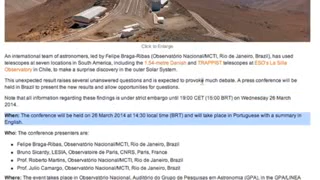 Click to Enlarge
An international team of astronomers, led by Felipe Braga-Ribas (Observatório Nacional/MCTI, Rio de Janeiro, Brazil), has used
telescopes at seven locations in South America, including the 1.54-metre Danish and TRAPPIST telescopes at ESO's La Silla
Observatory in Chile, to make a surprise discovery in the outer Solar System.
This unexpected result raises several unanswered questions and is expected to provoke much debate. A press conference will be
held in Brazil to present the new results and allow opportunities for questions.
Note that all information regarding these findings is under strict embargo until 19:00 CET (15:00 BRT) on Wednesday 26 March
2014.
When: The conference will be held on 26 March 2014 at 14:30 local time (BRT) and will take place in Portuguese with a summary in
English.
Who: The conference presenters are:
Felipe Braga-Ribas, Observatório Nacional/MCTI, Rio de Janeiro, Brazil
Bruno Sicardy, LESIA, Observatoire de Paris, CNRS, Paris, France
Prof. Roberto Martins, Observatório Nacional, Rio de Janeiro, Brazil
Prof. Julio Camargo, Observatório Nacional, Rio de Janeiro, Brazil
Where: The event takes place in Observatório Nacional, Auditório do Grupo de Pesquisas em Astronomia (GPA), in the GPA/LINEA